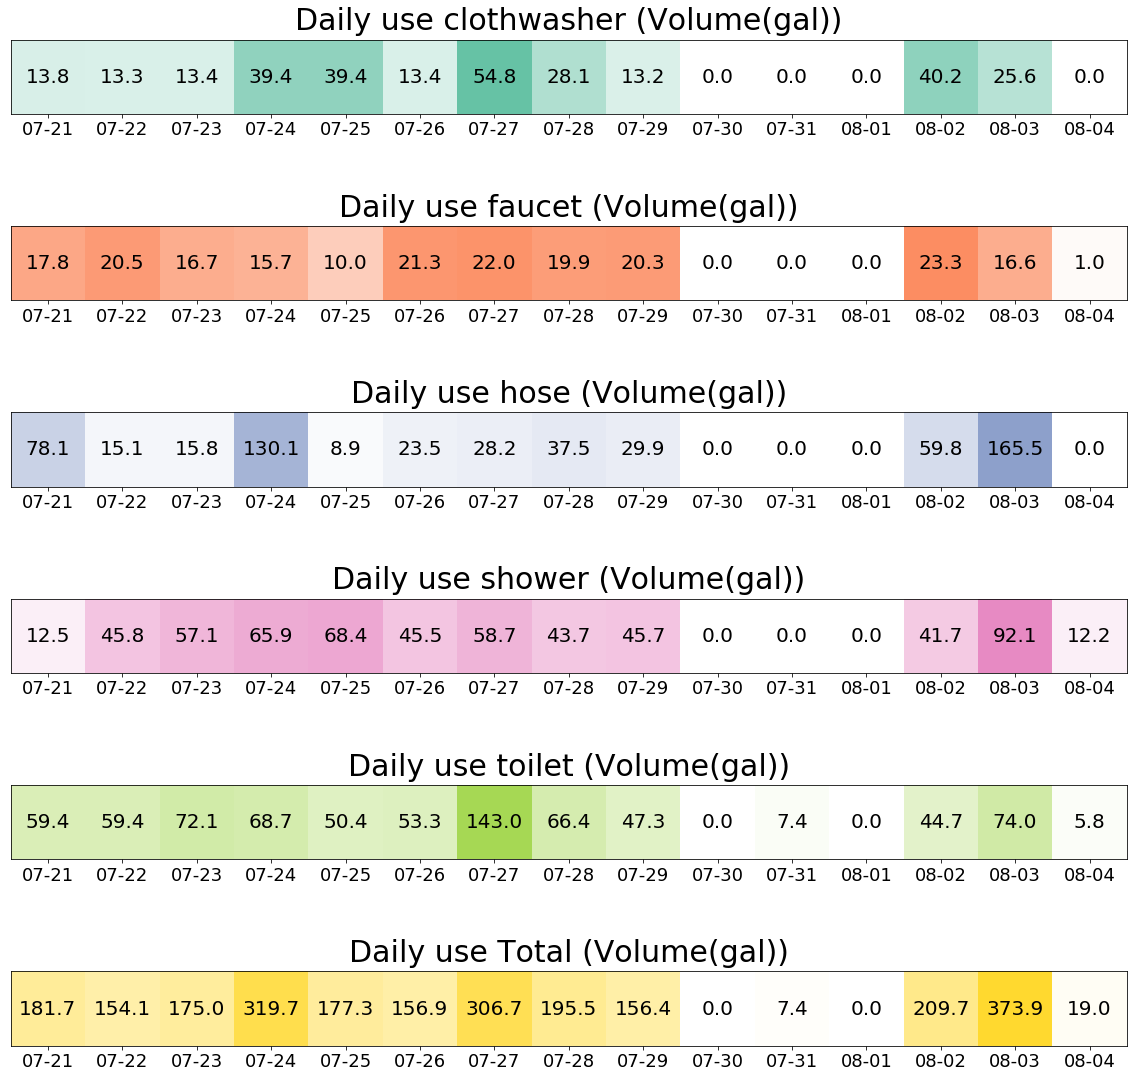 Daily use clothwasher (Volume(gal))
13.8 13.3 13.4 39.4 39.4 13.4 54.8 28.1 13.2 0.0 0.0 0.0 40.2 25.6 0.0
07-21 07-22 07-23 07-24 07-25 07-26 07-27 07-28 07-29 07-30 07-31 08-01 08-02 08-03 08-04
Daily use faucet (Volume(gal))
17.8 20.5 16.7 15.7 10.0 21.3 22.0 19.9 20.3 0.0 0.0 0.0 23.3 16.6 1.0
07-21 07-22 07-23 07-24 07-25 07-26 07-27 07-28 07-29 07-30 07-31 08-01 08-02 08-03 08-04
Daily use hose (Volume(gal))
78.1 15.1 15.8 130.1 8.9 23.5 28.2 37.5 29.9 0.0 0.0 0.0 59.8 165.5 0.0
07-21 07-22 07-23 07-24 07-25 07-26 07-27 07-28 07-29 07-30 07-31 08-01 08-02 08-03 08-04
Daily use shower (Volume(gal))
12.5 45.8 57.1 65.9 68.4 45.5 58.7 43.7 45.7 0.0 0.0 0.0 41.7 92.1 12.2
07-21 07-22 07-23 07-24 07-25 07-26 07-27 07-28 07-29 07-30 07-31 08-01 08-02 08-03 08-04
Daily use toilet (Volume(gal))
59.4 59.4 72.1 68.7 50.4 53.3 143.0 66.4 47.3 0.0 7.4 0.0 44.7 74.0 5.8
07-21 07-22 07-23 07-24 07-25 07-26 07-27 07-28 07-29 07-30 07-31 08-01 08-02 08-03 08-04
Daily use Total (Volume(gal))
181.7 154.1 175.0 319.7 177.3 156.9 306.7 195.5 156.4 0.0 7.4 0.0 209.7 373.9 19.0
07-21 07-22 07-23 07-24 07-25 07-26 07-27 07-28 07-29 07-30 07-31 08-01 08-02 08-03 08-04